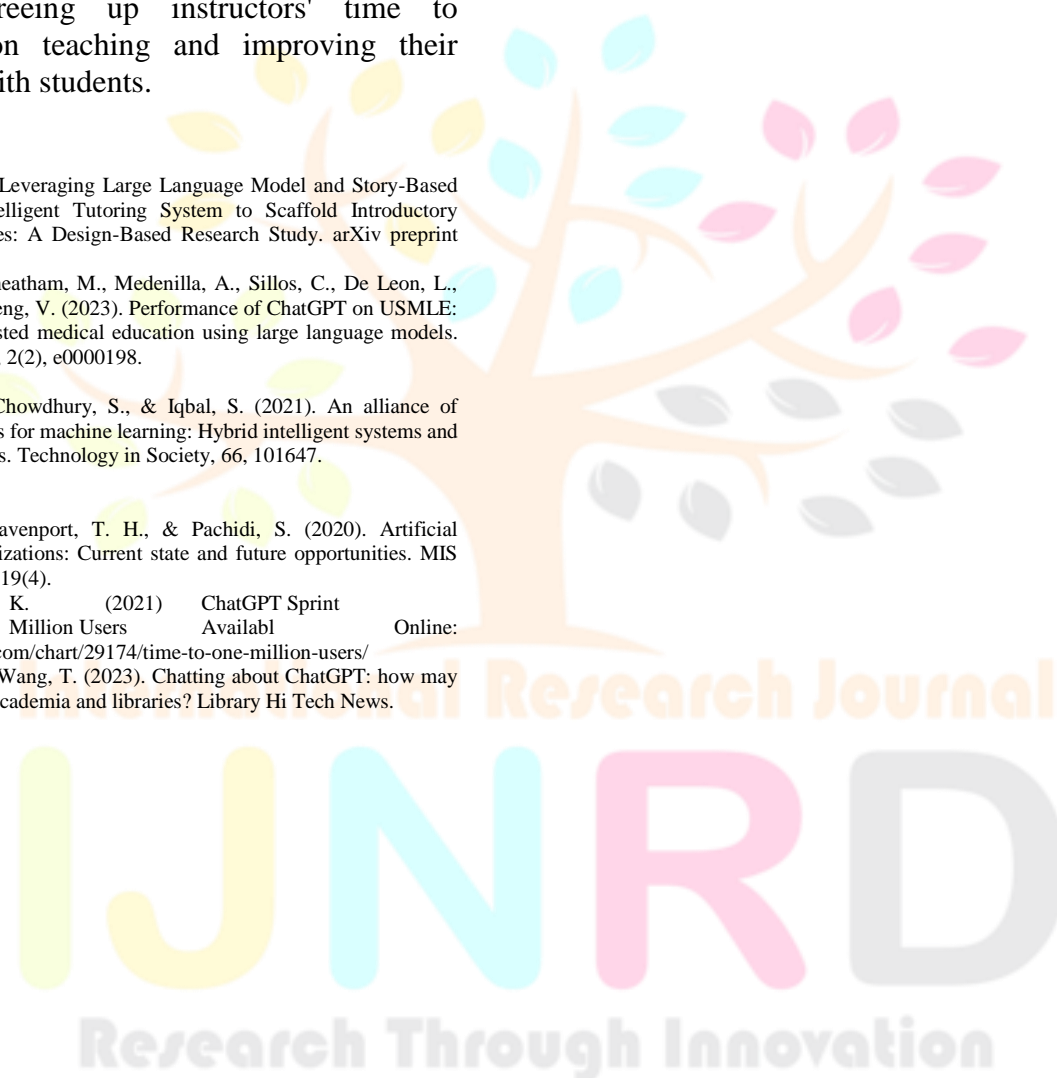 reeing up instructors' time to
on teaching and improving their
ith students.
Leveraging Large Language Model and Story-Based
elligent Tutoring System to Scaffold Introductory
es: A Design-Based Research Study. arXiv preprint
eatham, M., Medenilla, A., Sillos, C., De Leon, L.,
eng, V. (2023). Performance of ChatGPT on USMLE:
sted medical education using large language models.
2(2), e0000198.
Chowdhury, S., & Iqbal, S. (2021). An alliance of
s for machine learning: Hybrid intelligent systems and
s. Technology in Society, 66, 101647.
avenport, T. H., & Pachidi, S. (2020). Artificial
izations: Current state and future opportunities. MIS
19(4).
K. (2021) ChatGPT Sprint
Million Users Availabl Online:
com/chart/29174/time-to-one-million-users/
Wang, T. (2023). Chatting about ChatGPT: how may
cademia and libraries? Library Hi Tech News.
International Research Journal
IJNRD
Research Through Innovation